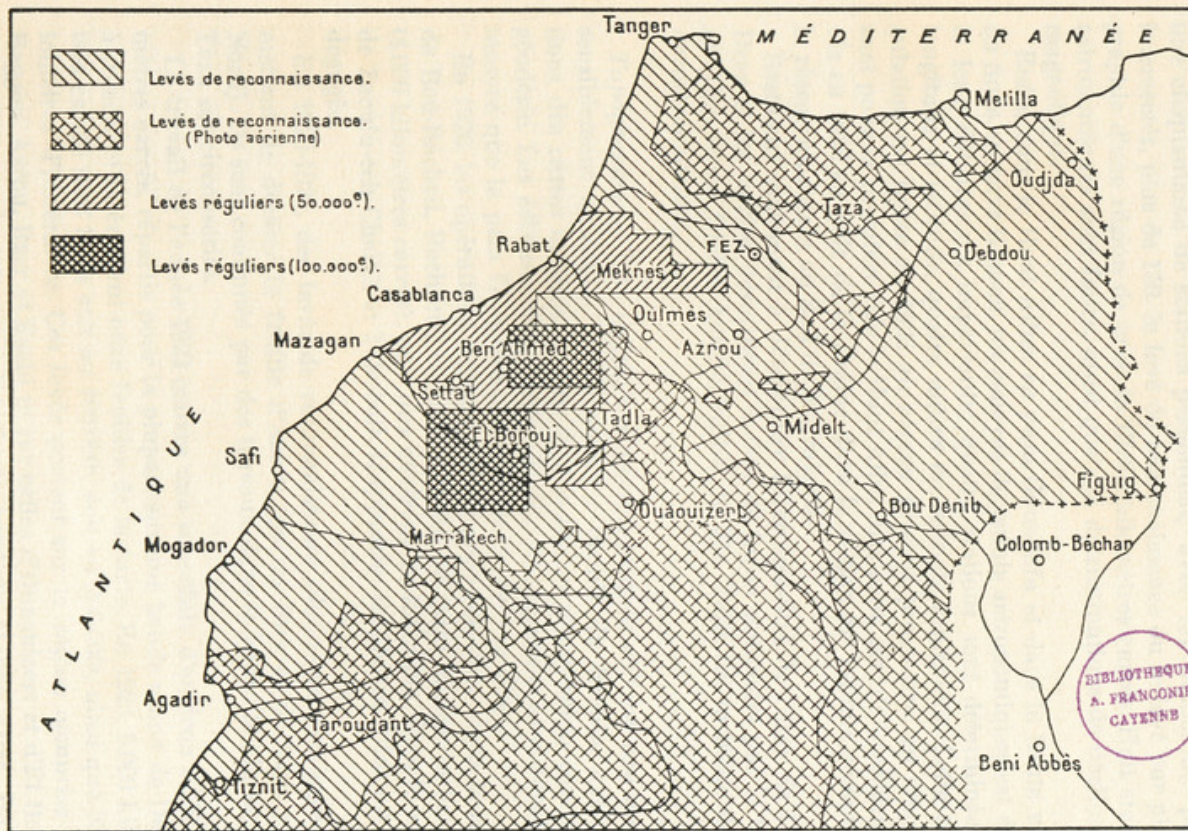 Tanger
MÉDITERRANÉE
Levés de reconnaissance.
Levés de reconnaissance.
(Photo aérienne)
Levés réguliers (50.000e).
Levés réguliers (100.000e).
Melilla
Oudjda
Taza
FEZ
Debdou
Rabat
Meknès
Casablanca
Oulmès
Azrou
Mazagan
Ben Ahmed
Settat
Tadla
Midelt
El Borouj
Safi
Figuig
Ouaouizert
Bou Denib
Marrakech
Colomb-Béchar
Mogador
ATLANTIQUE
BIBLIOTHEQUE
A. FRANCONIE
CAYENNE
Agadir
Taroudant
Beni Abbès
Tiznit